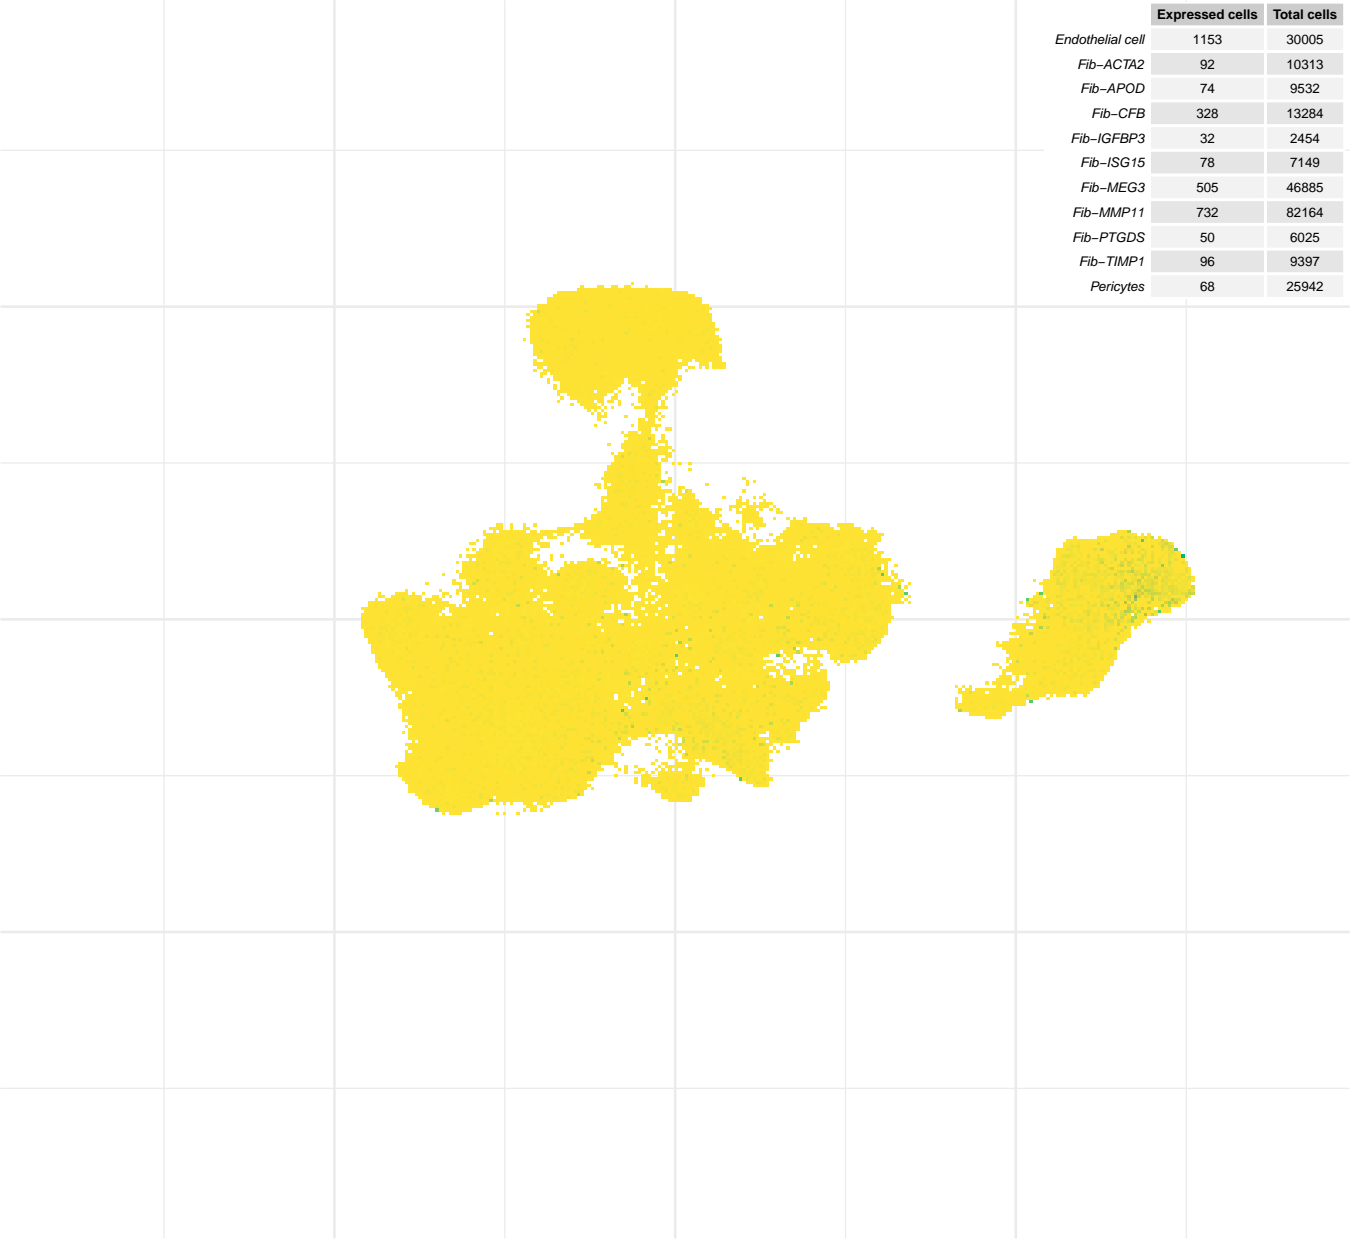 Expressed cells Total cells
Endothelial cell 1153 30005
Fib−ACTA2 92 10313
Fib−APOD 74 9532
Fib−CFB 328 13284
Fib−IGFBP3 32 2454
Fib−ISG15 78 7149
Fib−MEG3 505 46885
Fib−MMP11 732 82164
Fib−PTGDS 50 6025
Fib−TIMP1 96 9397
Pericytes 68 25942